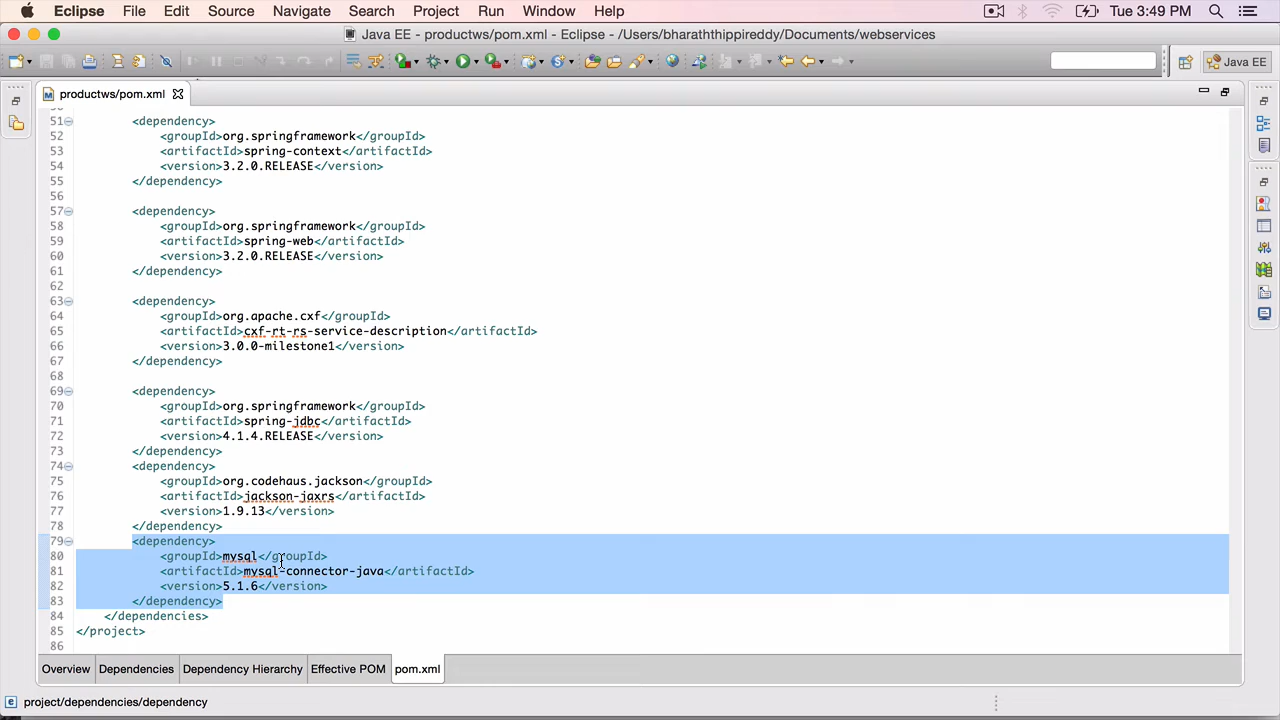 Eclipse File Edit Source Navigate Search Project Run Window Help Tue 3:49 PM
Java EE - productws/pom.xml - Eclipse - /Users/bharaththippireddy/Documents/webservices
Java EE
productws/pom.xml
51 <dependency>
52 <groupId>org.springframework</groupId>
53 <artifactId>spring-context</artifactId>
54 <version>3.2.0.RELEASE</version>
55 </dependency>
56
57 <dependency>
58 <groupId>org.springframework</groupId>
59 <artifactId>spring-web</artifactId>
60 <version>3.2.0.RELEASE</version>
61 </dependency>
62
63 <dependency>
64 <groupId>org.apache.cxf</groupId>
65 <artifactId>cxf-rt-rs-service-description</artifactId>
66 <version>3.0.0-milestone1</version>
67 </dependency>
68
69 <dependency>
70 <groupId>org.springframework</groupId>
71 <artifactId>spring-jdbc</artifactId>
72 <version>4.1.4.RELEASE</version>
73 </dependency>
74 <dependency>
75 <groupId>org.codehaus.jackson</groupId>
76 <artifactId>jackson-jaxrs</artifactId>
77 <version>1.9.13</version>
78 </dependency>
79 <dependency>
80 <groupId>mysql</groupId>
81 <artifactId>mysql-connector-java</artifactId>
82 <version>5.1.6</version>
83 </dependency>
84 </dependencies>
85 </project>
86
Overview Dependencies Dependency Hierarchy Effective POM pom.xml
project/dependencies/dependency